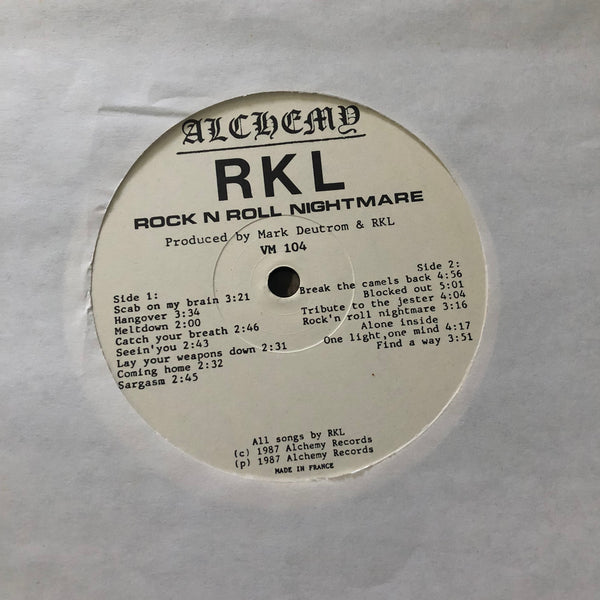 ALCHEMY
RKL
ROCK N ROLL NIGHTMARE
Produced by Mark Deutrom & RKL
VM 104
Side 1:
Scab on my brain 3:21
Hangover 3:34
Meltdown 2:00
Catch your breath 2:46
Seein'you 2:43
Lay your weapons down 2:31
Coming home 2:32
Sargasm 2:45
Side 2:
Break the camels back 4:56
Blocked out 5:01
Tribute to the jester 4:04
Rock'n roll nightmare 3:16
Alone inside
One light,one mind 4:17
Find a way 3:51
All songs by RKL
(c) 1987 Alchemy Records
(p) 1987 Alchemy Records
MADE IN FRANCE